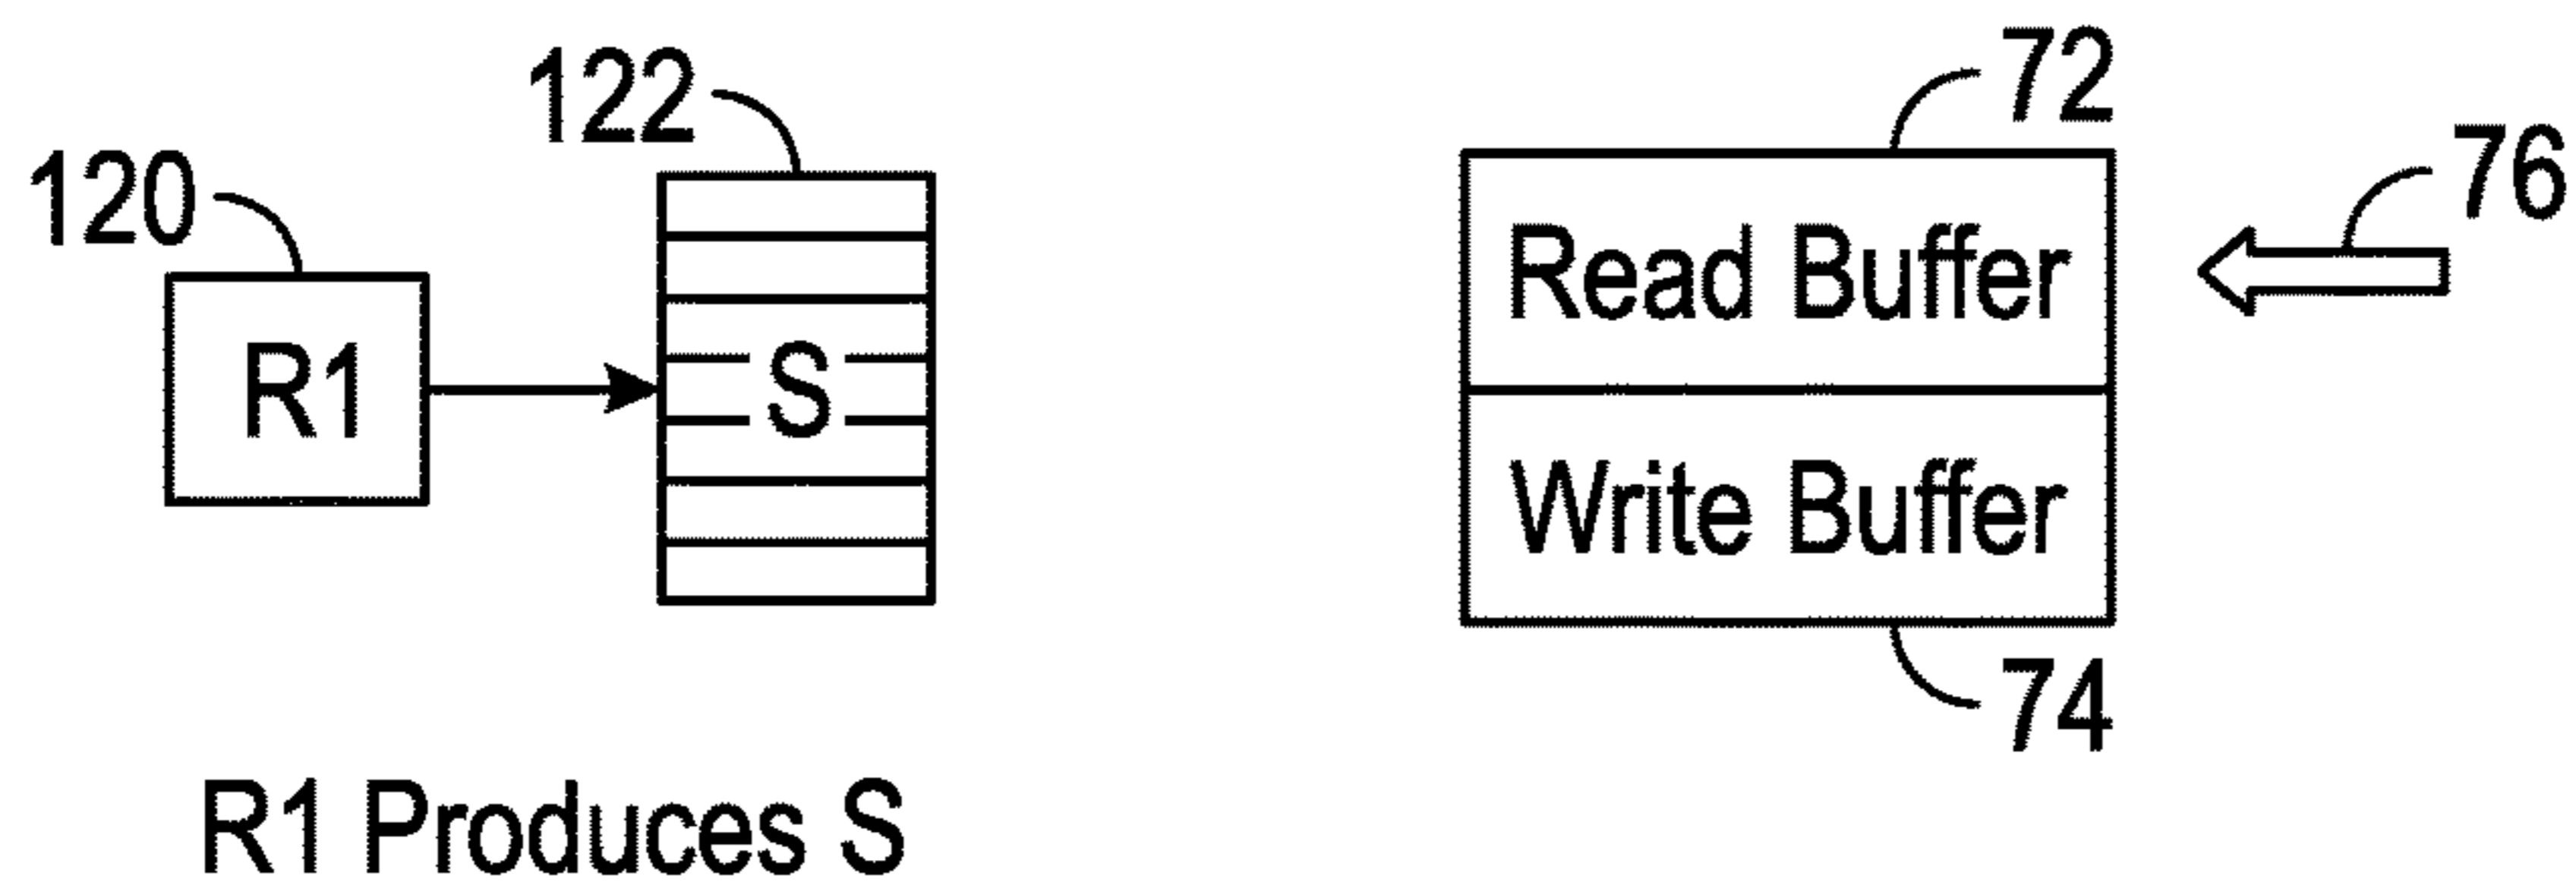 120
122
R1
S
R1 Produces S
72
76
Read Buffer
Write Buffer
74